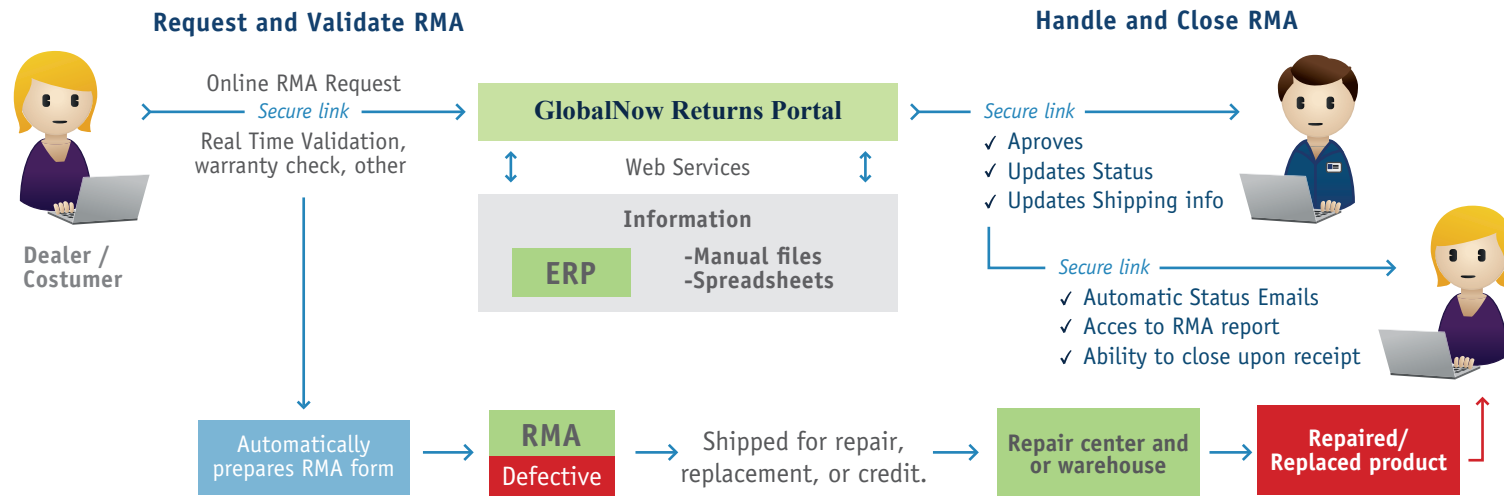 Request and Validate RMA
Handle and Close RMA
Online RMA Request
Secure link
Real Time Validation,
warranty check, other
Dealer /
Costumer
GlobalNow Returns Portal
Web Services
Information
ERP
-Manual files
-Spreadsheets
Secure link
✓ Aproves
✓ Updates Status
✓ Updates Shipping info
Secure link
✓ Automatic Status Emails
✓ Acces to RMA report
✓ Ability to close upon receipt
Automatically
prepares RMA form
RMA
Defective
Shipped for repair,
replacement, or credit.
Repair center and
or warehouse
Repaired/
Replaced product